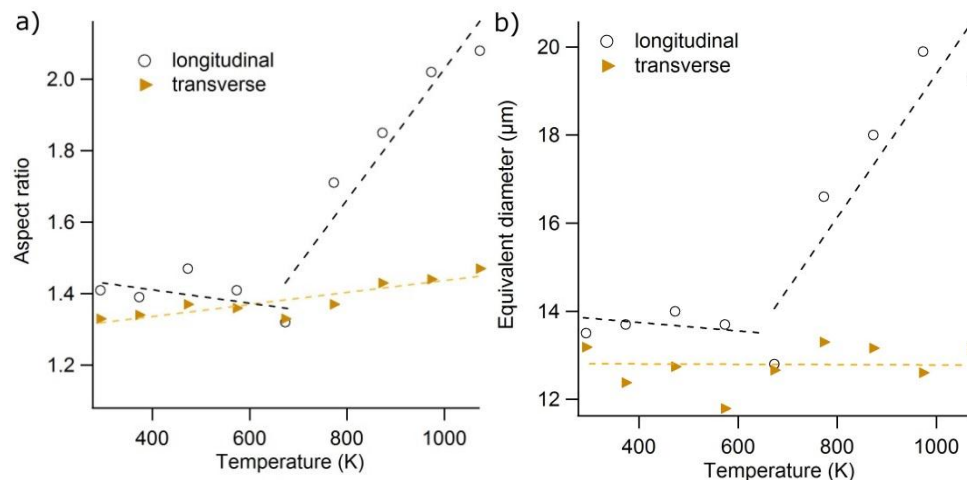 a)
longitudinal
transverse
Aspect ratio
2.0
1.8
1.6
1.4
1.2
400 600 800 1000
Temperature (K)
b)
longitudinal
transverse
Equivalent diameter (µm)
20
18
16
14
12
400 600 800 1000
Temperature (K)